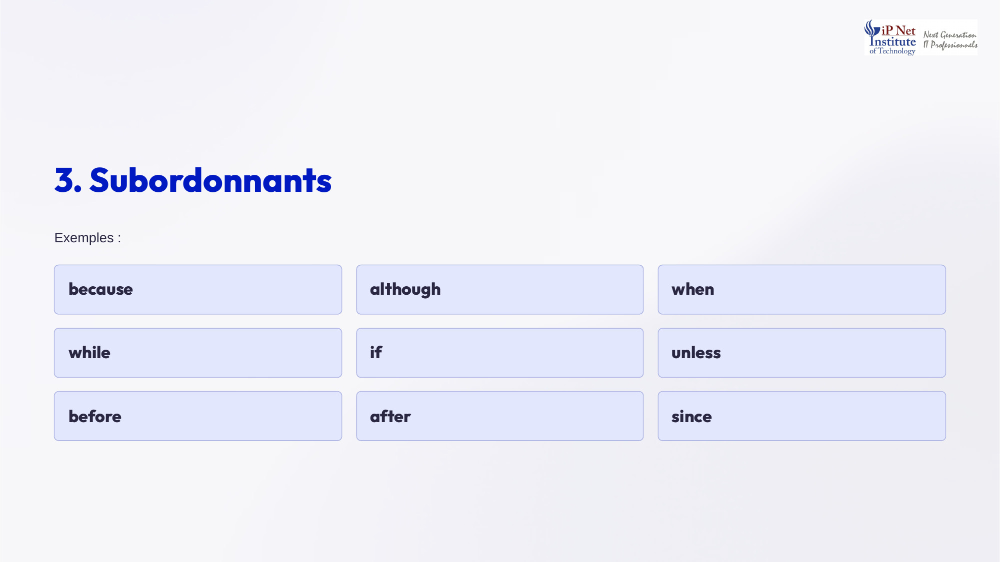 iP Net
Institute
of Technology
Next Generation
IT Professionnels
3. Subordonnants
Exemples :
because
although
when
while
if
unless
before
after
since